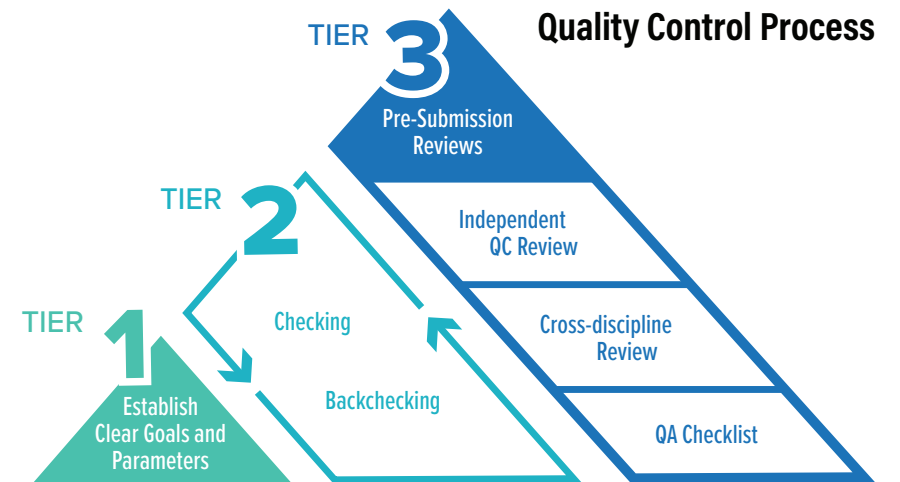 Quality Control Process
TIER 1
Establish
Clear Goals and
Parameters
TIER 2
Checking
Backchecking
TIER 3
Pre-Submission
Reviews
Independent
QC Review
Cross-discipline
Review
QA Checklist